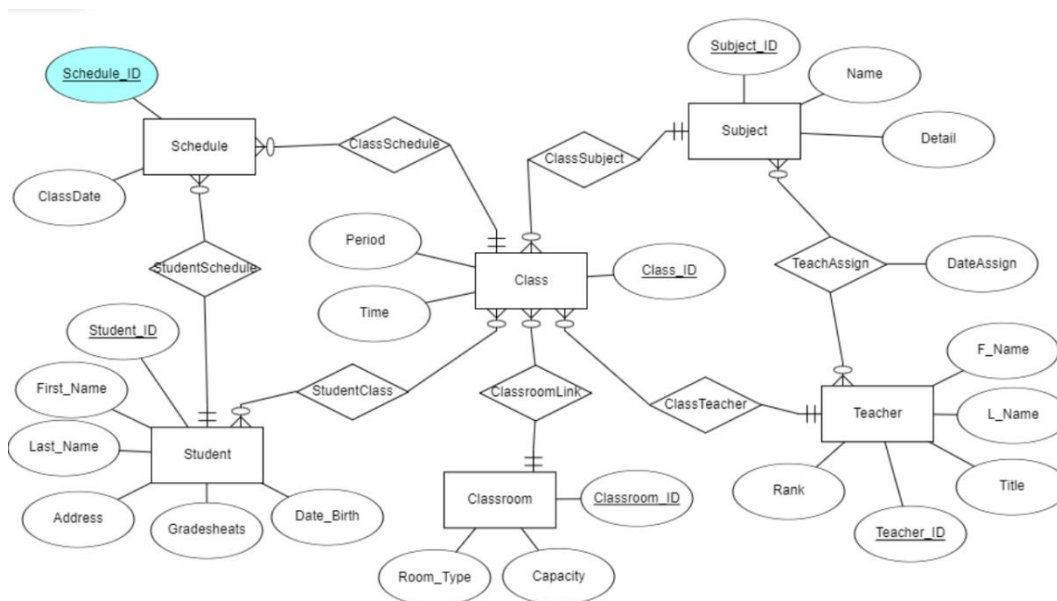 Schedule_ID
Subject_ID
Name
Schedule
ClassSchedule
Subject
Detail
ClassSubject
ClassDate
Period
StudentSchedule
Class
Class_ID
TeachAssign
DateAssign
Time
Student_ID
F_Name
First_Name
StudentClass
ClassroomLink
ClassTeacher
Teacher
L_Name
Last_Name
Student
Classroom
Classroom_ID
Rank
Title
Address
Gradesheats
Date_Birth
Teacher_ID
Room_Type
Capacity